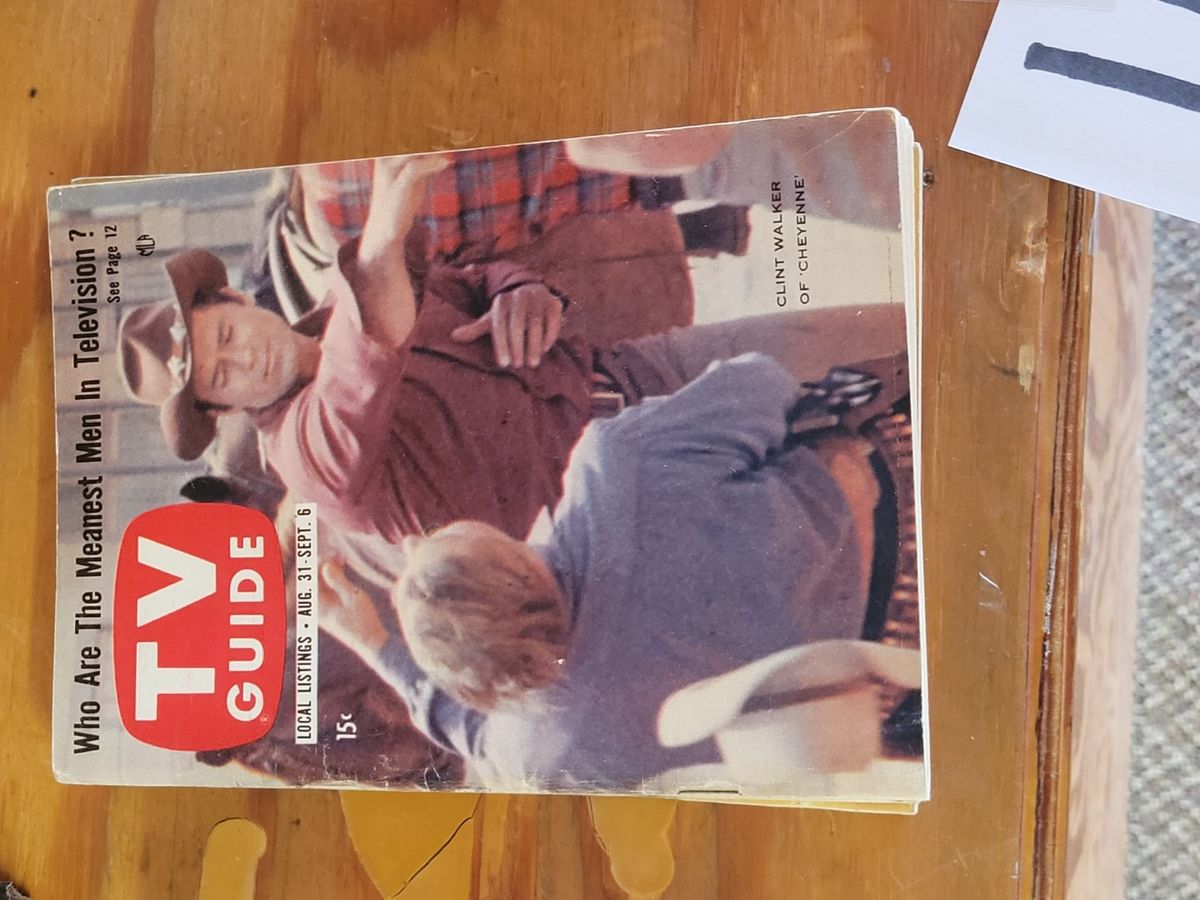 Who Are The Meanest Men In Television ?
See Page 12
MLA
TV
GUIDE
LOCAL LISTINGS • AUG. 31-SEPT. 6
15¢
CLINT WALKER
OF 'CHEYENNE'